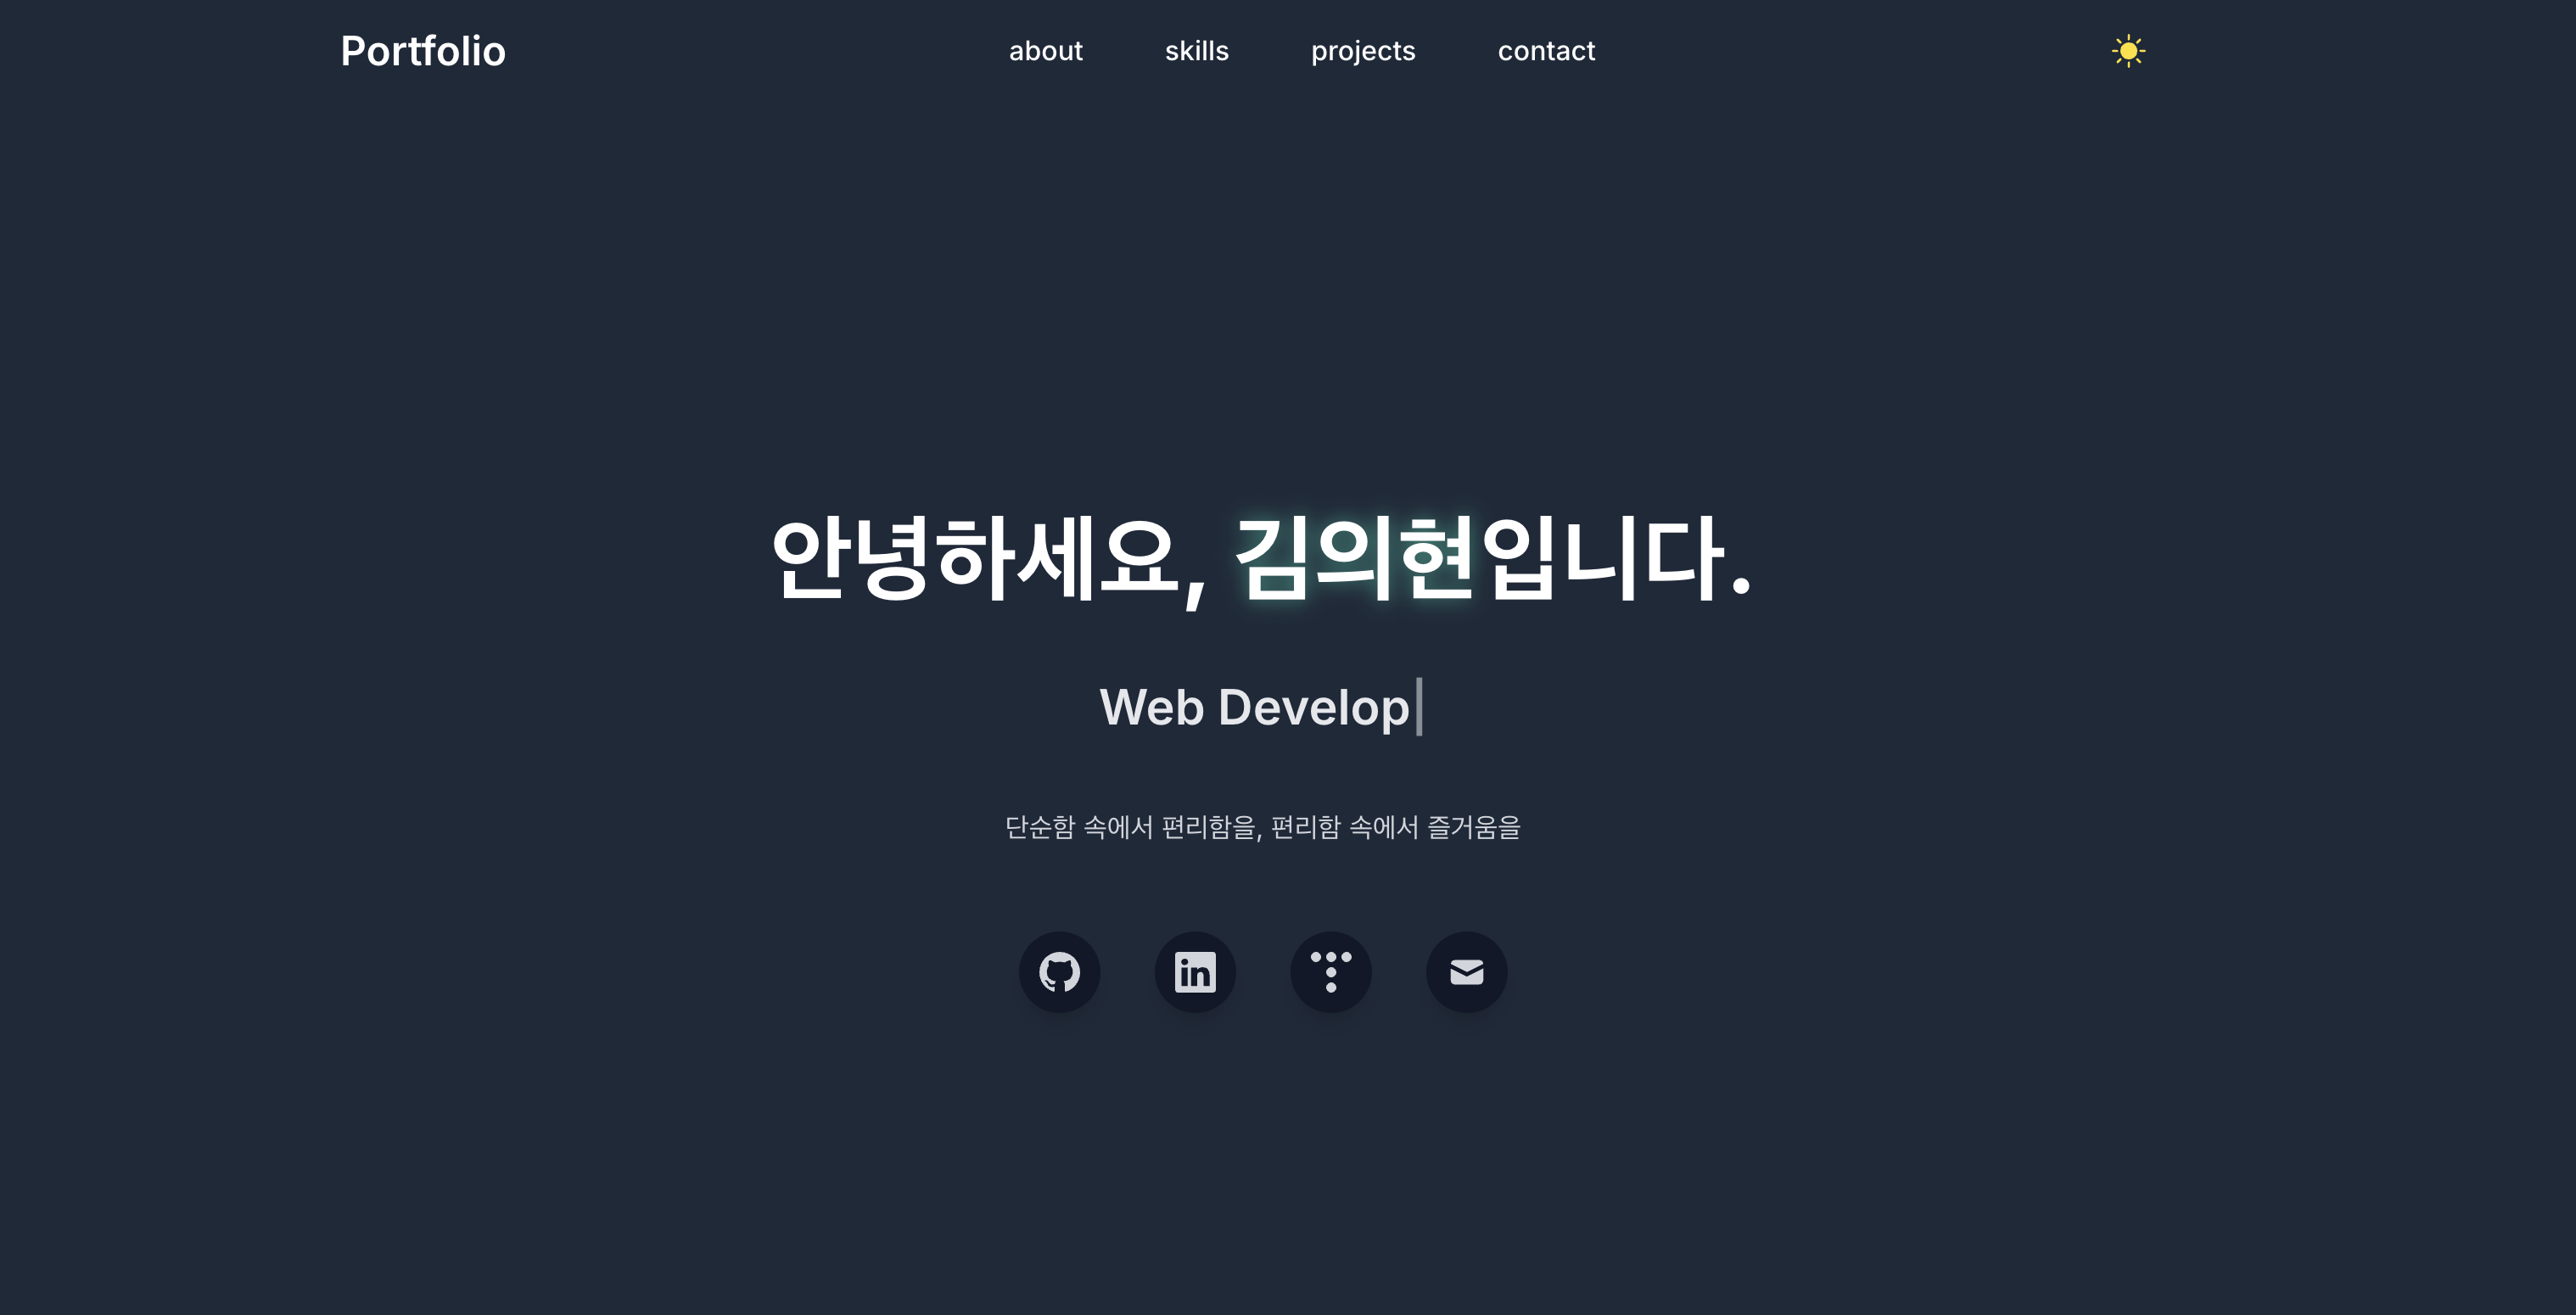 Portfolio
about skills projects contact
안녕하세요, 김의현입니다.
Web Develop
단순함 속에서 편리함을, 편리함 속에서 즐거움을
in